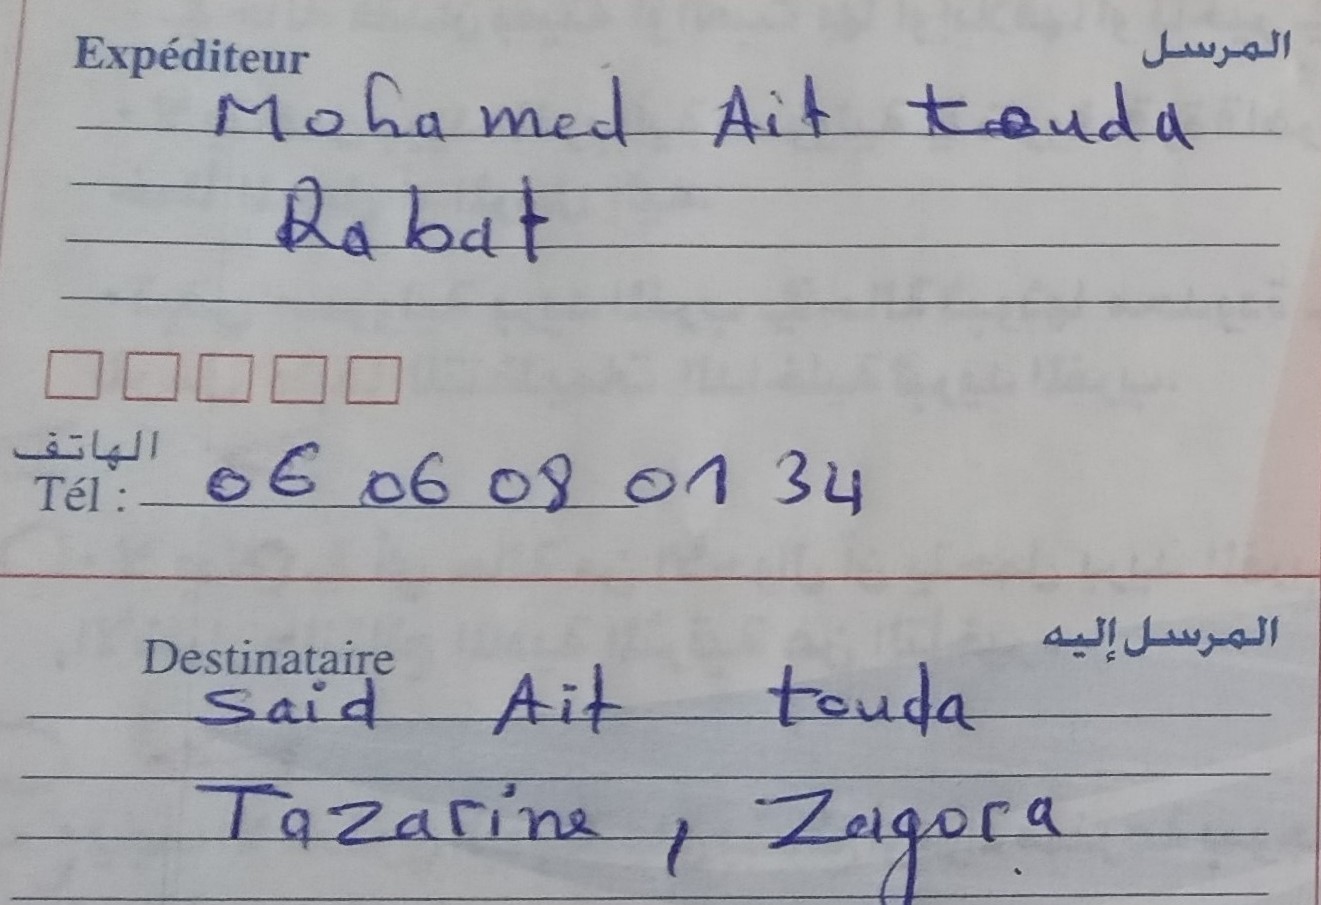 Expéditeur المرسل
Mohamed Ait touda
Rabat
الهاتف
Tél : 06 06 08 01 34
Destinataire المرسل إليه
Said Ait touda
Tazarine, Zagora